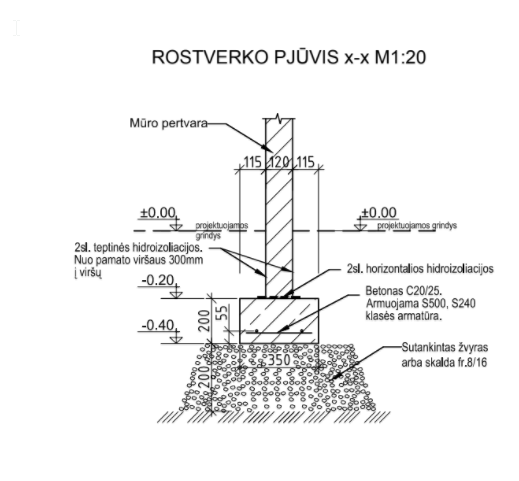 ROSTVERKO PJŪVIS x-x M1:20
Mūro pertvara
115 120 115
±0.00
±0.00
projektuojamos
grindys
projektuojamos grindys
2sl. teptinės hidroizoliacijos.
Nuo pamato viršaus 300mm
į viršų
2sl. horizontalios hidroizoliacijos
-0.20
Betonas C20/25.
Armuojama S500, S240
klasės armatūra.
200
55
-0.40
350
Sutankintas žvyras
arba skalda fr.8/16
200